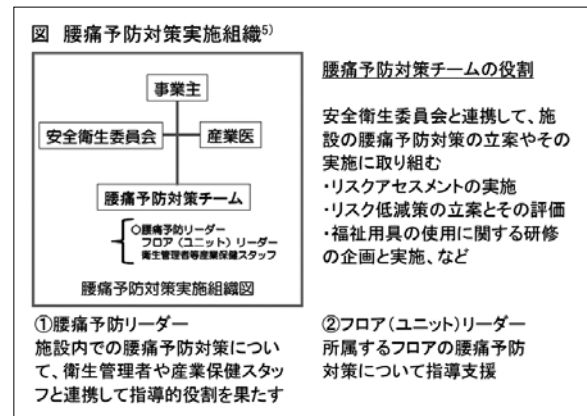 図 腰痛予防対策実施組織5)
事業主
安全衛生委員会
産業医
腰痛予防対策チーム
○腰痛予防リーダー
フロア(ユニット)リーダー
衛生管理者等産業保健スタッフ
腰痛予防対策実施組織図
腰痛予防対策チームの役割
安全衛生委員会と連携して、施
設の腰痛予防対策の立案やその
実施に取り組む
・リスクアセスメントの実施
・リスク低減策の立案とその評価
・福祉用具の使用に関する研修
の企画と実施、など
①腰痛予防リーダー
施設内での腰痛予防対策につい
て、衛生管理者や産業保健スタッ
フと連携して指導的役割を果たす
②フロア(ユニット)リーダー
所属するフロアの腰痛予防
対策について指導支援